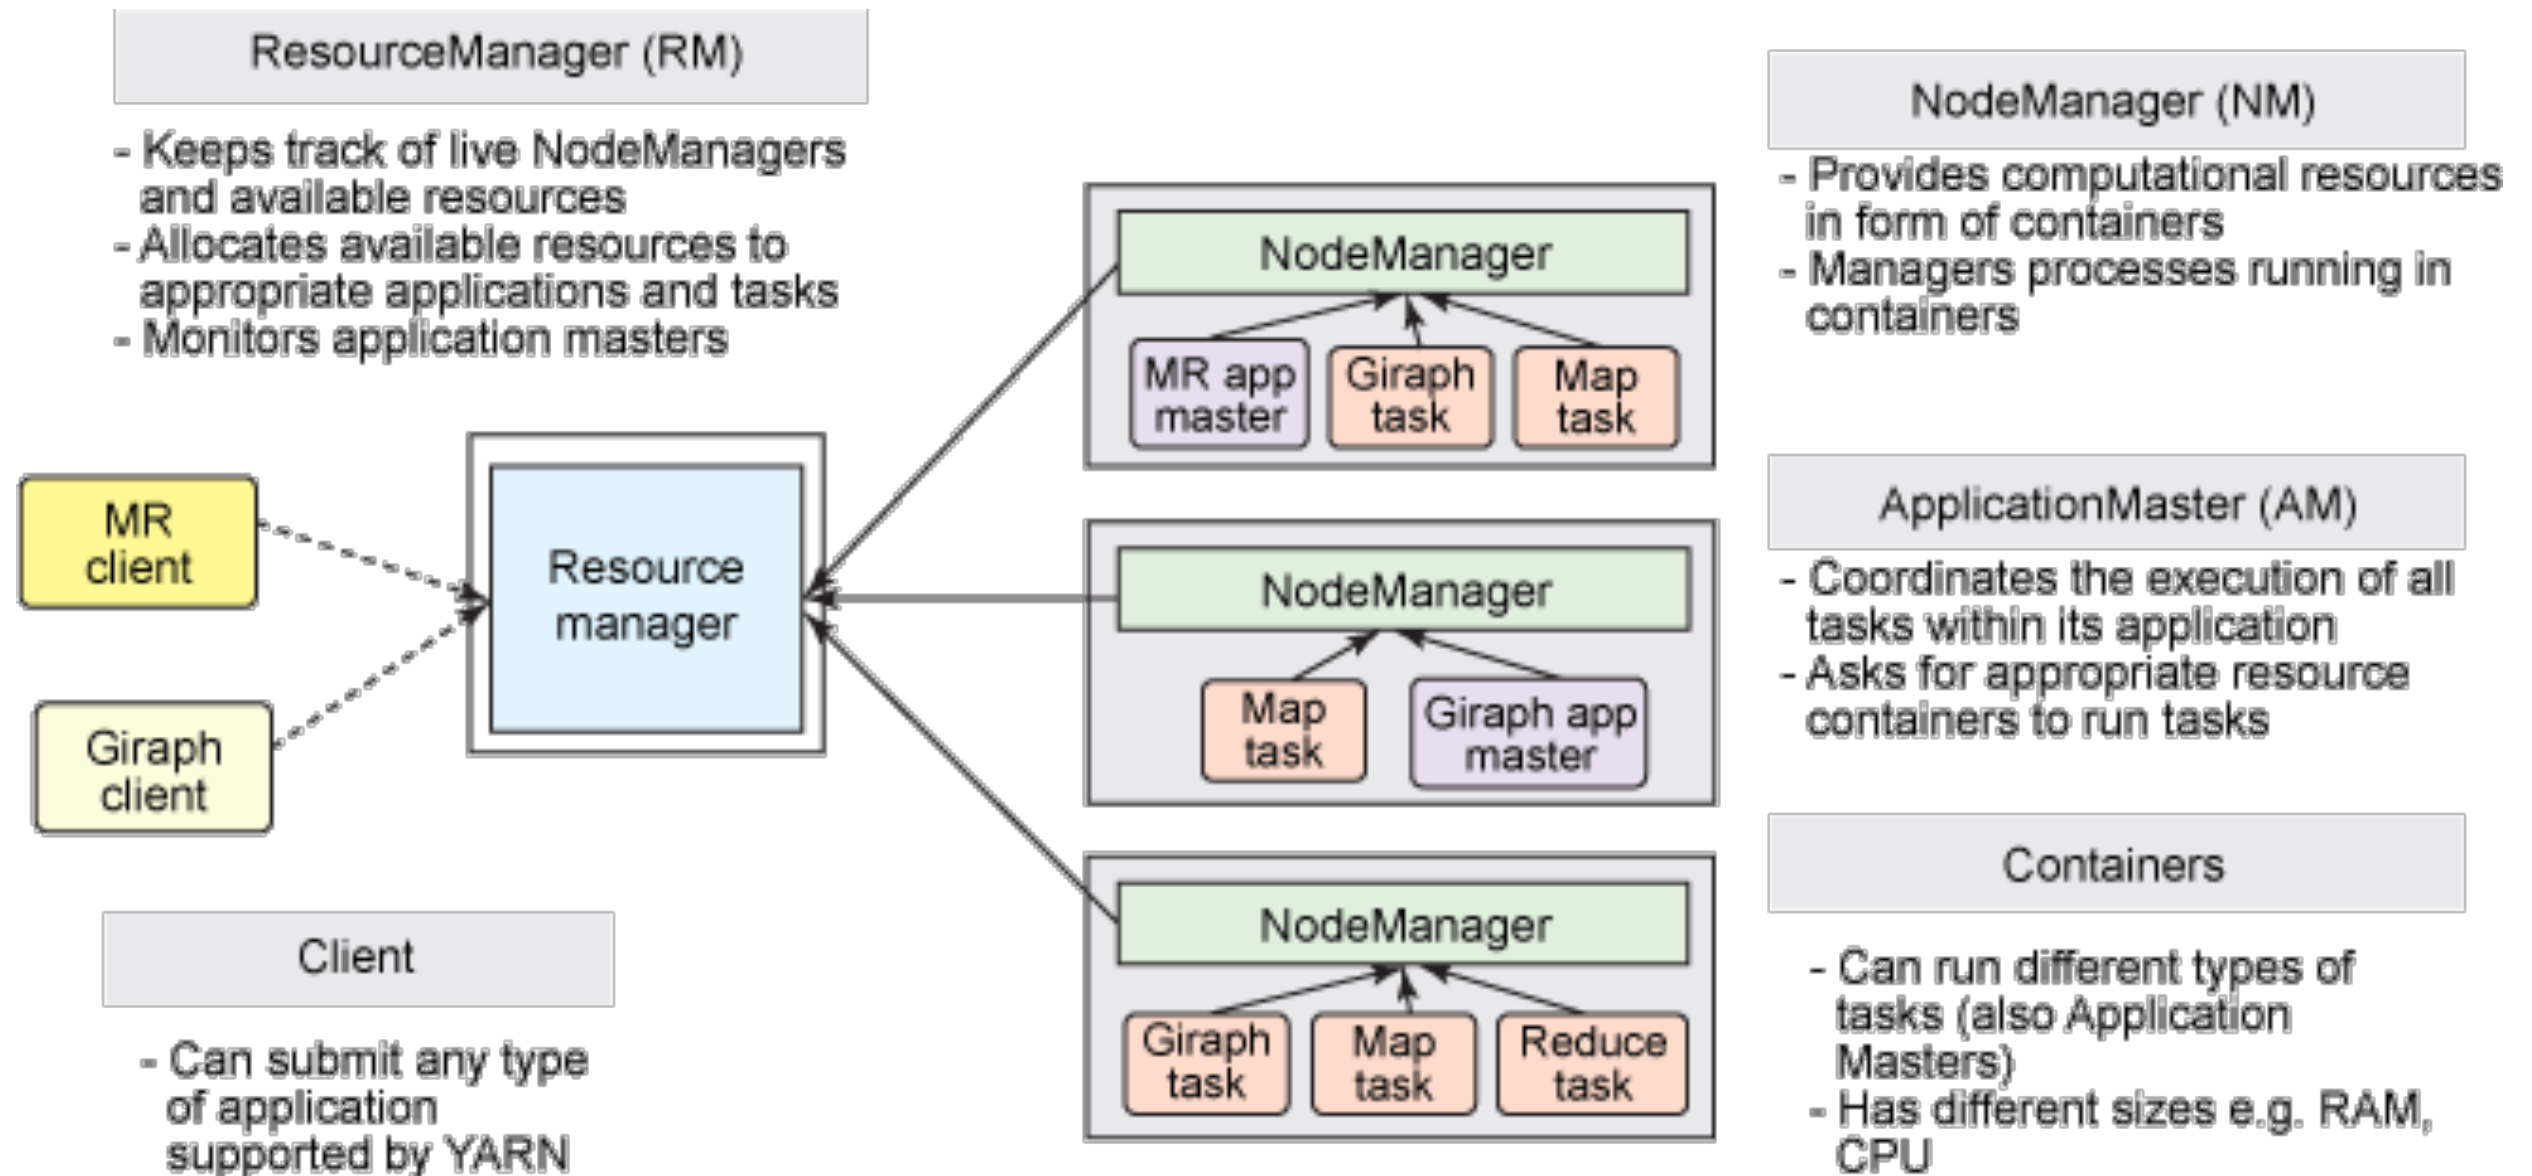 ResourceManager (RM)
- Keeps track of live NodeManagers
and available resources
- Allocates available resources to
appropriate applications and tasks
- Monitors application masters
MR
client
Giraph
client
Resource
manager
Client
- Can submit any type
of application
supported by YARN
NodeManager
MR app
master
Giraph
task
Map
task
NodeManager
Map
task
Giraph app
master
NodeManager
Giraph
task
Map
task
Reduce
task
NodeManager (NM)
- Provides computational resources
in form of containers
- Managers processes running in
containers
ApplicationMaster (AM)
- Coordinates the execution of all
tasks within its application
- Asks for appropriate resource
containers to run tasks
Containers
- Can run different types of
tasks (also Application
Masters)
- Has different sizes e.g. RAM,
CPU